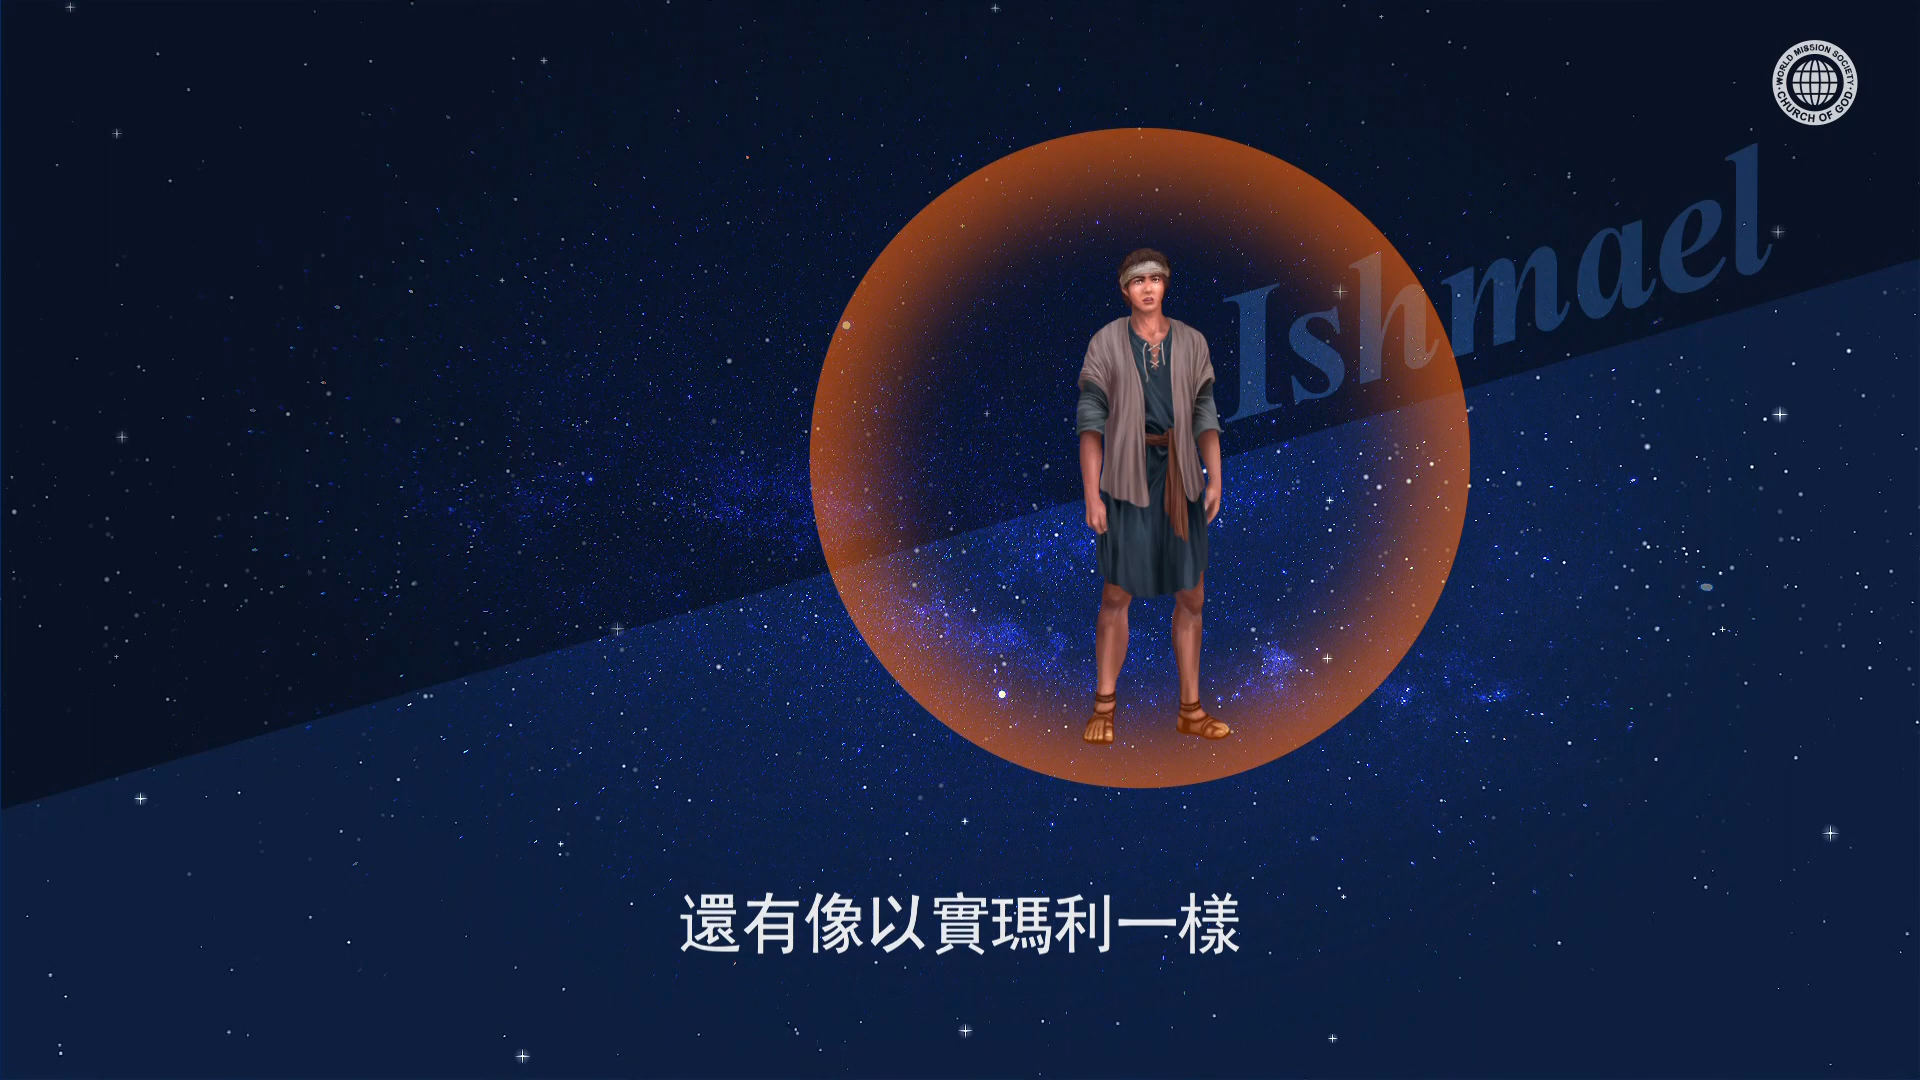 WORLD MISSION SOCIETY
CHURCH OF GOD
Ishmael
還有像以實瑪利一樣